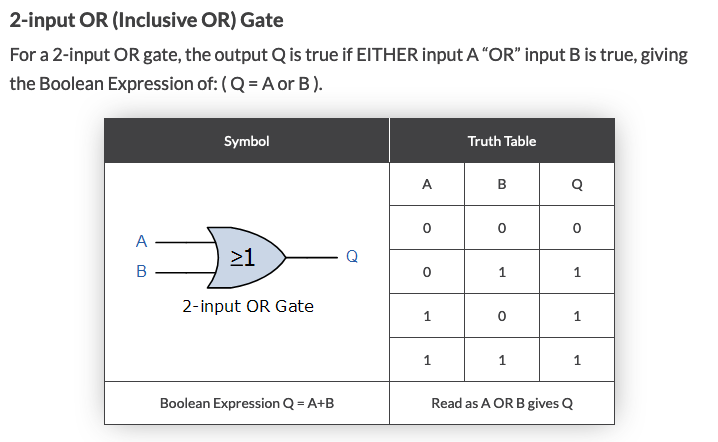 2-input OR (Inclusive OR) Gate
For a 2-input OR gate, the output Q is true if EITHER input A “OR” input B is true, giving
the Boolean Expression of: ( Q = A or B ).
Symbol Truth Table
A B Q
0 0 0
A
≥1
Q
B
0 1 1
2-input OR Gate
1 0 1
1 1 1
Boolean Expression Q = A+B Read as A OR B gives Q